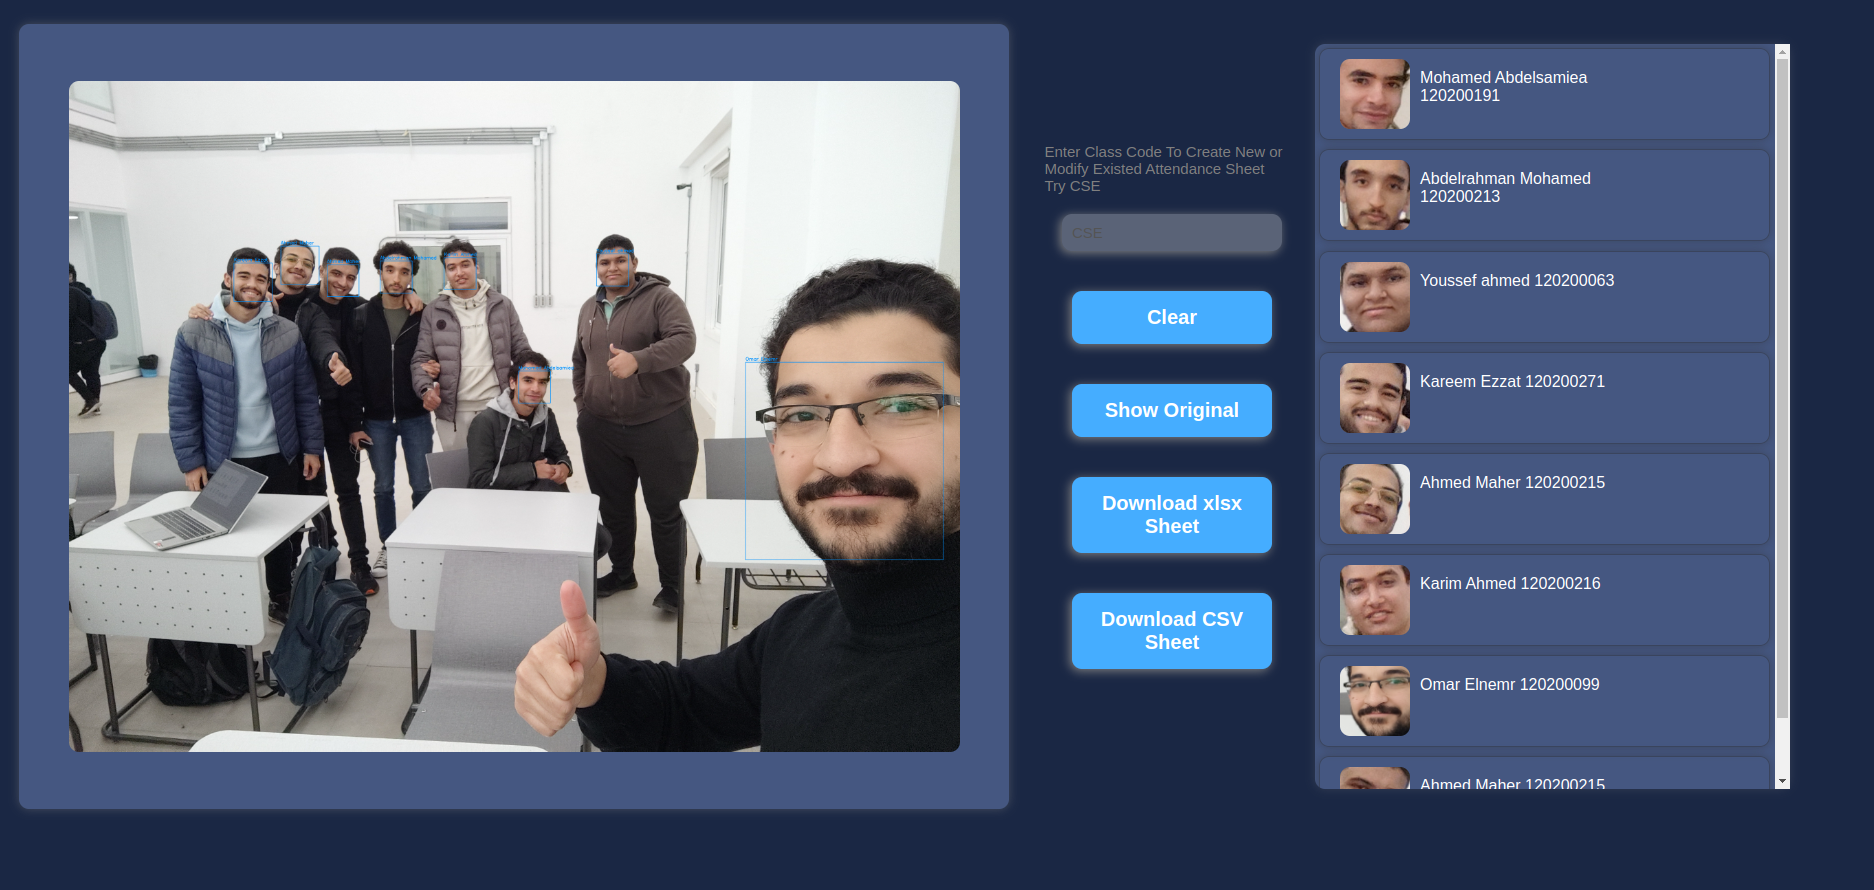 Enter Class Code To Create New or
Modify Existed Attendance Sheet
Try CSE
CSE
Clear
Show Original
Download xlsx
Sheet
Download CSV
Sheet
Mohamed Abdelsamiea
120200191
Abdelrahman Mohamed
120200213
Youssef ahmed 120200063
Kareem Ezzat 120200271
Ahmed Maher 120200215
Karim Ahmed 120200216
Omar Elnemr 120200099
Ahmed Maher 120200215